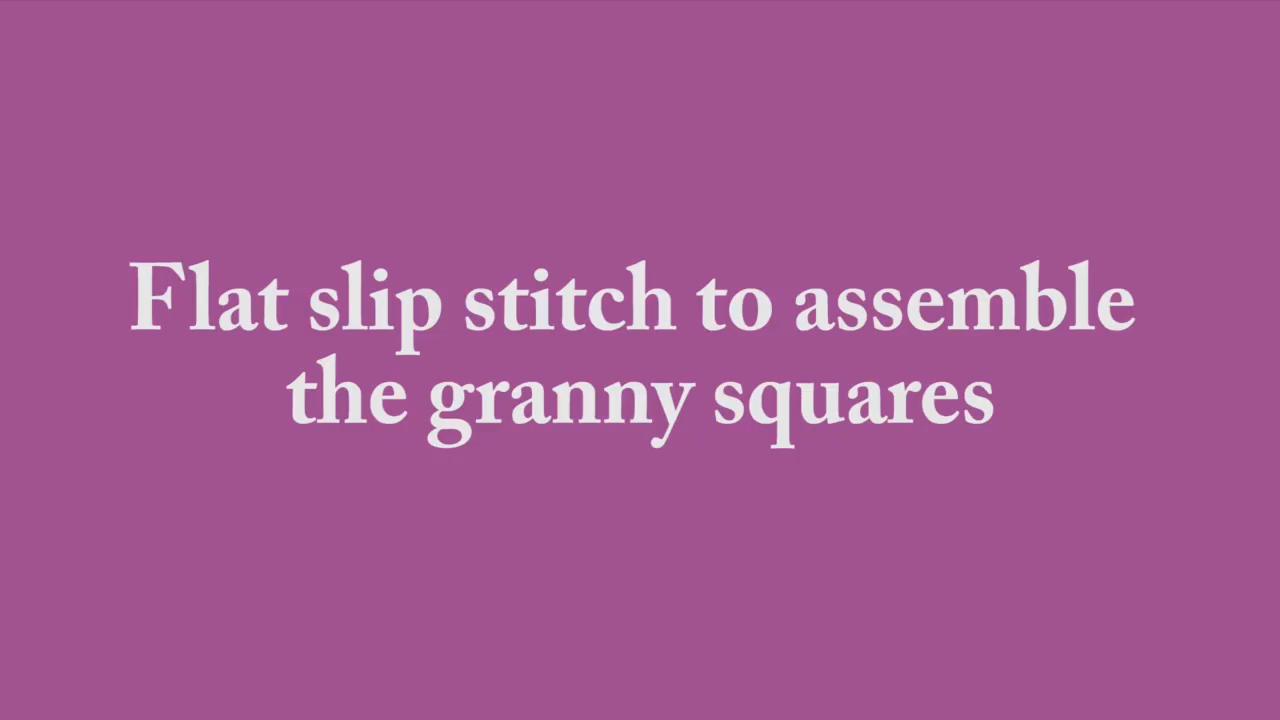 Flat slip stitch to assemble
the granny squares